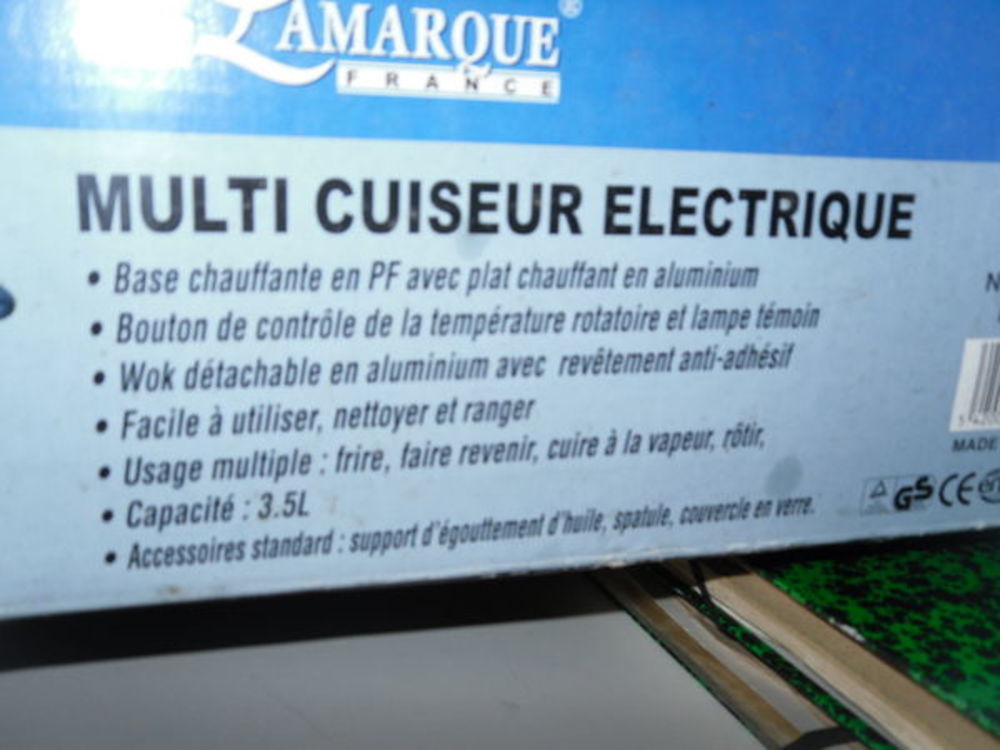 LAMARQUE®
FRANCE
MULTI CUISEUR ELECTRIQUE
• Base chauffante en PF avec plat chauffant en aluminium
• Bouton de contrôle de la température rotatoire et lampe témoin
• Wok détachable en aluminium avec revêtement anti-adhésif
• Facile à utiliser, nettoyer et ranger
• Usage multiple : frire, faire revenir, cuire à la vapeur, rôtir,
• Capacité : 3.5L
• Accessoires standard : support d'égouttement d'huile, spatule, couvercle en verre.
MADE
GS CE